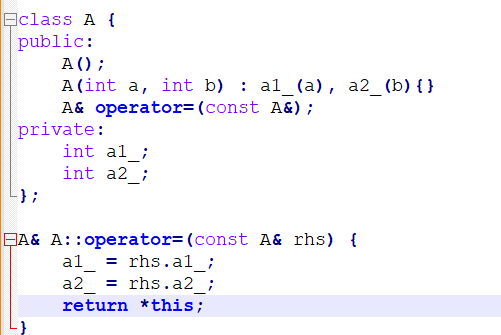 class A {
public:
    A();
    A(int a, int b) : a1_(a), a2_(b){}
    A& operator=(const A&);
private:
    int a1_;
    int a2_;
};

A& A::operator=(const A& rhs) {
    a1_ = rhs.a1_;
    a2_ = rhs.a2_;
    return *this;
}